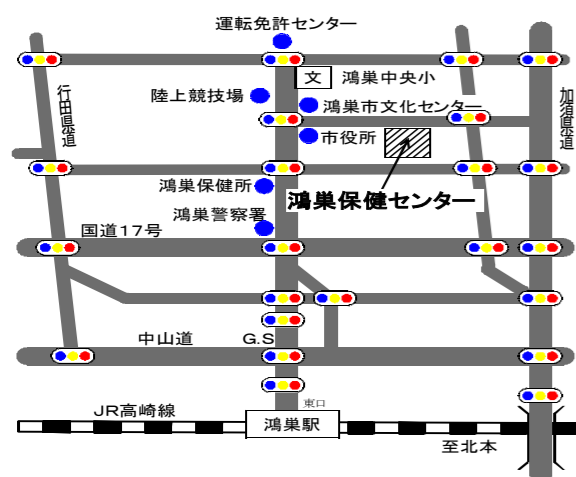 運転免許センター
文 鴻巣中央小
行田県道
陸上競技場
鴻巣市文化センター
加須県道
市役所
鴻巣保健所
鴻巣保健センター
鴻巣警察署
国道17号
中山道
G.S
東口
JR高崎線
鴻巣駅
至北本